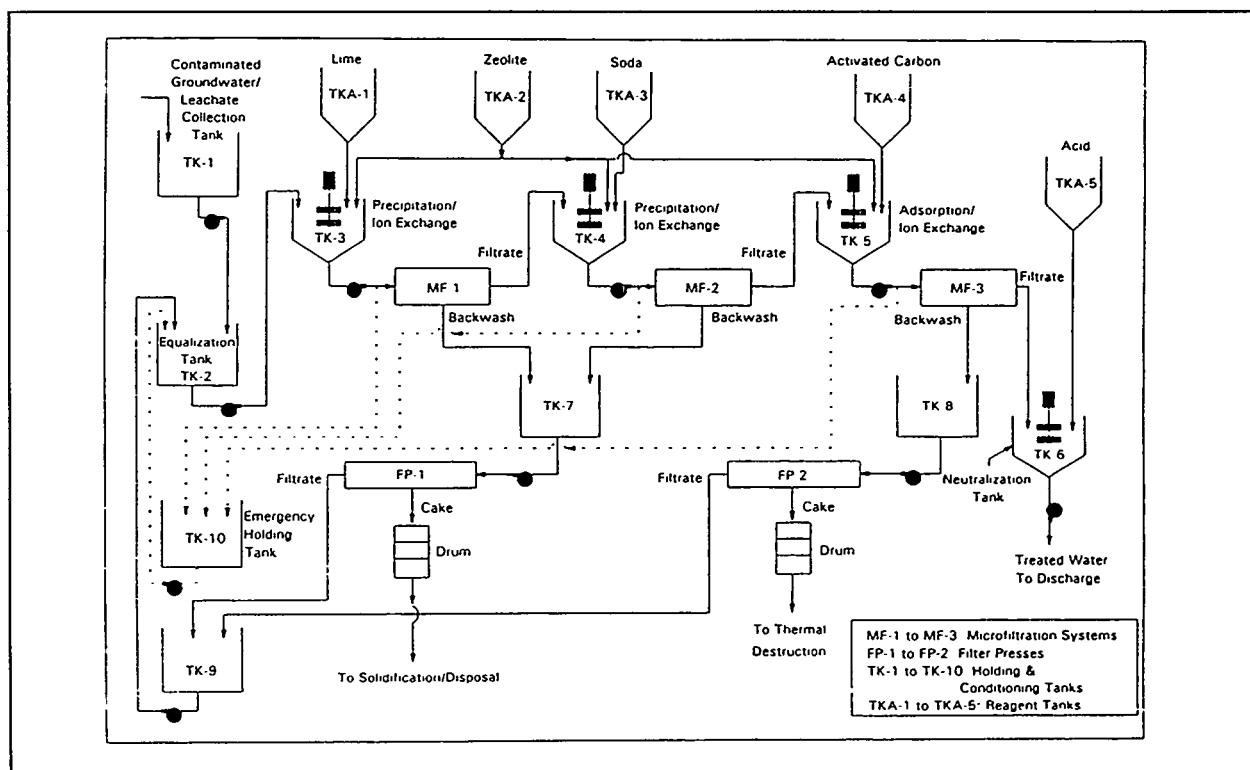 Contaminated
Groundwater/
Leachate
Collection
Tank
TK-1
Lime
TKA-1
Zeolite
TKA-2
Soda
TKA-3
Activated Carbon
TKA-4
Acid
TKA-5
Precipitation/
Ion Exchange
TK-3
Precipitation/
Ion Exchange
TK-4
Adsorption/
Ion Exchange
TK 5
Filtrate
MF 1
Backwash
Filtrate
MF-2
Backwash
Filtrate
MF-3
Backwash
Equalization
Tank
TK-2
TK-7
TK 8
TK 6
Neutralization
Tank
Filtrate
FP-1
Cake
Drum
Filtrate
FP 2
Cake
Drum
TK-10
Emergency
Holding
Tank
Treated Water
To Discharge
To Thermal
Destruction
TK-9
To Solidification/Disposal
MF-1 to MF-3 Microfiltration Systems
FP-1 to FP-2 Filter Presses
TK-1 to TK-10 Holding &
Conditioning Tanks
TKA-1 to TKA-5- Reagent Tanks